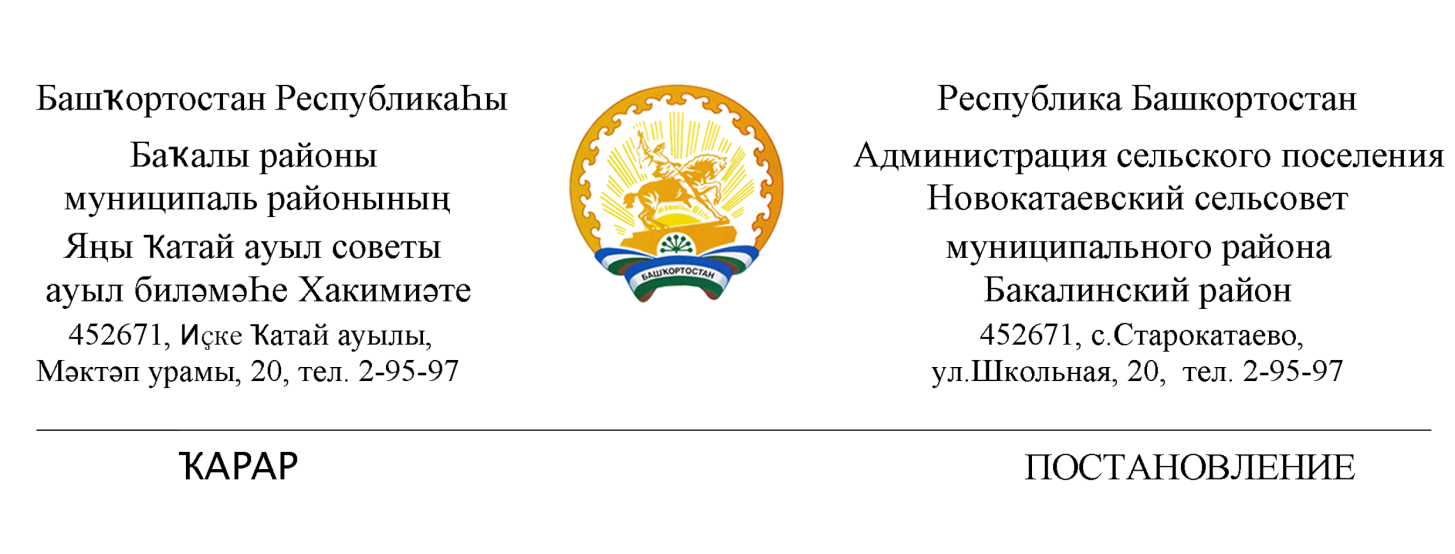 Башҡортостан Республикаһы
Баҡалы районы
муниципаль районының
Яңы Ҡатай ауыл советы
ауыл биләмәһе Хакимиәте
452671, Иҫке Ҡатай ауылы,
Мәктәп урамы, 20, тел. 2-95-97
ҠАРАР
БАШҠОРТОСТАН
Республика Башкортостан
Администрация сельского поселения
Новокатаевский сельсовет
муниципального района
Бакалинский район
452671, с.Старокатаево,
ул.Школьная, 20, тел. 2-95-97
ПОСТАНОВЛЕНИЕ